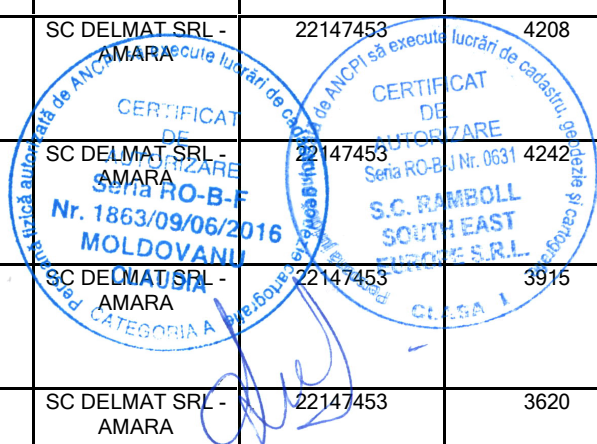 SC DELMAT SRL - 22147453 4208
AMARA
SC DELMAT SRL - 22147453 4242
AMARA
SC DELMAT SRL - 22147453 3915
AMARA
SC DELMAT SRL - 22147453 3620
AMARA
Persoană fizică autorizată de ANCPI să execute lucrări de cadastru, geodezie cartografie
CERTIFICAT
DE
AUTORIZARE
Seria RO-B-F
Nr. 1863/09/06/2016
MOLDOVANU
CLAUDIA
CATEGORIA A
de ANCPI să execute lucrări de cadastru, geodezie și cartografie
CERTIFICAT
DE
AUTORIZARE
Seria RO-B-J Nr. 0631
S.C. RAMBOLL
SOUTH EAST
EUROPE S.R.L.
CLASA I